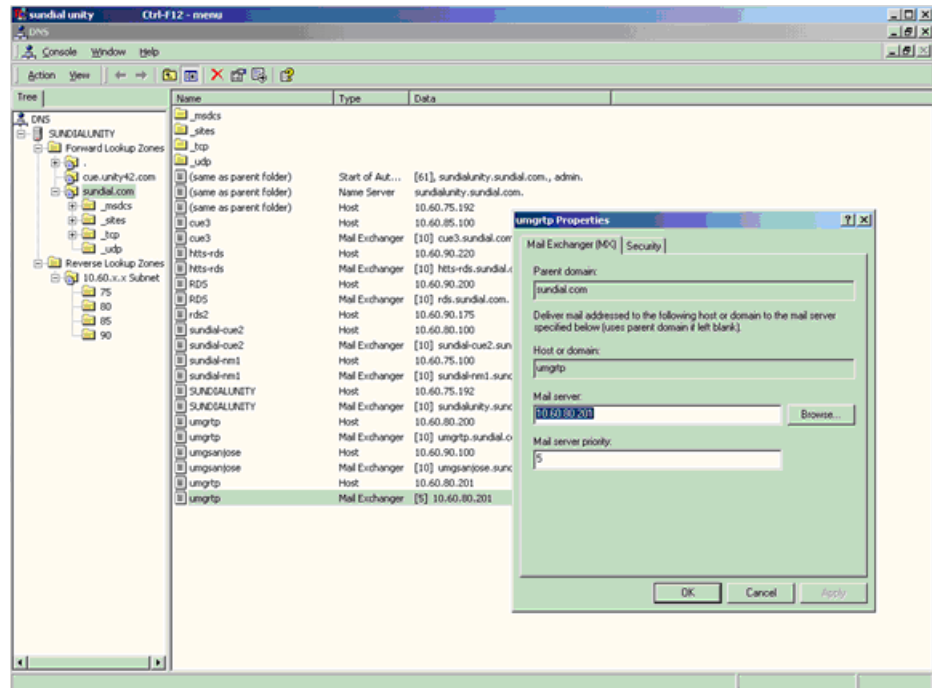 sundial unity Ctrl-F12 - menu
DNS
Console Window Help
Action View
Tree
DNS
SUNDIALUNITY
Forward Lookup Zones
.
cue.unity42.com
sundial.com
_msdcs
_sites
_tcp
_udp
Reverse Lookup Zones
10.60.x.x Subnet
75
80
85
90
Name Type Data
_msdcs
_sites
_tcp
_udp
(same as parent folder) Start of Aut... [61], sundialunity.sundial.com., admin.
(same as parent folder) Name Server sundialunity.sundial.com.
(same as parent folder) Host 10.60.75.192
cue3 Host 10.60.85.100
cue3 Mail Exchanger [10] cue3.sundial.com
htts-rds Host 10.60.90.220
htts-rds Mail Exchanger [10] htts-rds.sundial.c
RDS Host 10.60.90.200
RDS Mail Exchanger [10] rds.sundial.com.
rds2 Host 10.60.90.175
sundial-cue2 Host 10.60.80.100
sundial-cue2 Mail Exchanger [10] sundial-cue2.sun
sundial-nm1 Host 10.60.75.100
sundial-nm1 Mail Exchanger [10] sundial-nm1.sund
SUNDIALUNITY Host 10.60.75.192
SUNDIALUNITY Mail Exchanger [10] sundialunity.sund
umgrtp Host 10.60.80.200
umgrtp Mail Exchanger [10] umgrtp.sundial.co
umgsanjose Host 10.60.90.100
umgsanjose Mail Exchanger [10] umgsanjose.sund
umgrtp Host 10.60.80.201
umgrtp Mail Exchanger [5] 10.60.80.201
umgrtp Properties
Mail Exchanger (MX) Security
Parent domain:
sundial.com
Deliver mail addressed to the following host or domain to the mail server
specified below (uses parent domain if left blank).
Host or domain:
umgrtp
Mail server:
10.60.80.201 Browse...
Mail server priority:
5
OK Cancel Apply